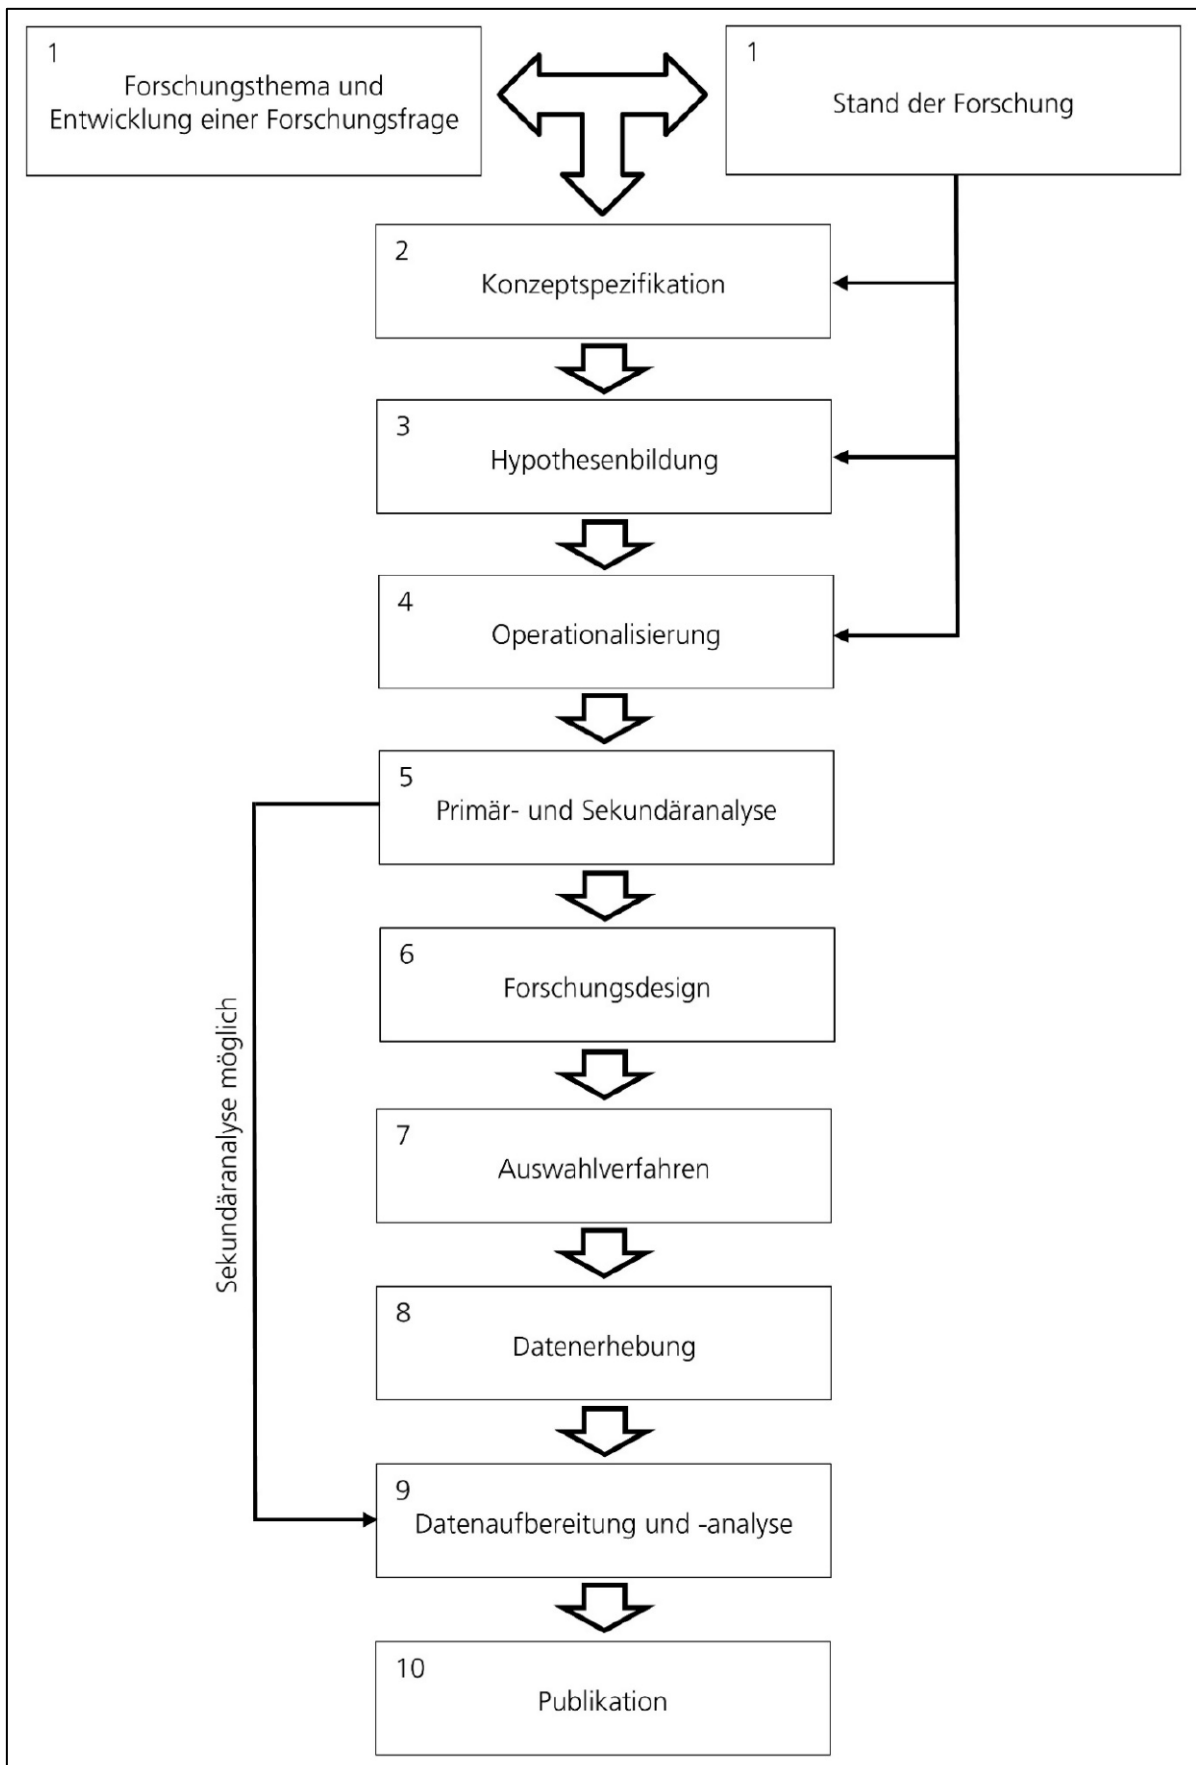 1
Forschungsthema und
Entwicklung einer Forschungsfrage
1
Stand der Forschung
2
Konzeptspezifikation
3
Hypothesenbildung
4
Operationalisierung
5
Primär- und Sekundäranalyse
6
Forschungsdesign
Sekundäranalyse möglich
7
Auswahlverfahren
8
Datenerhebung
9
Datenaufbereitung und -analyse
10
Publikation